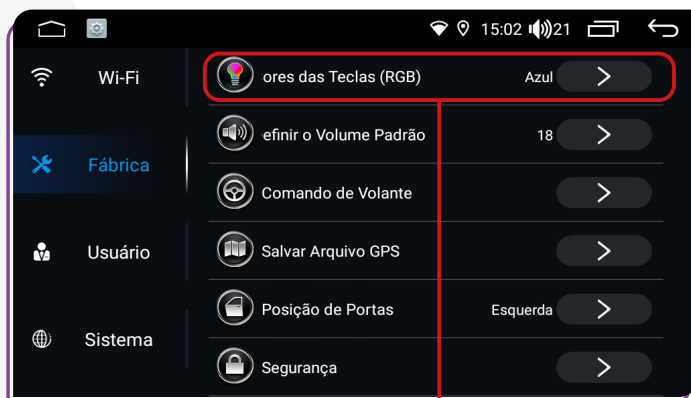 15:02 21
Wi-Fi
ores das Teclas (RGB) Azul
efinir o Volume Padrão 18
Fábrica
Comando de Volante
Usuário
Salvar Arquivo GPS
Posição de Portas Esquerda
Sistema
Segurança